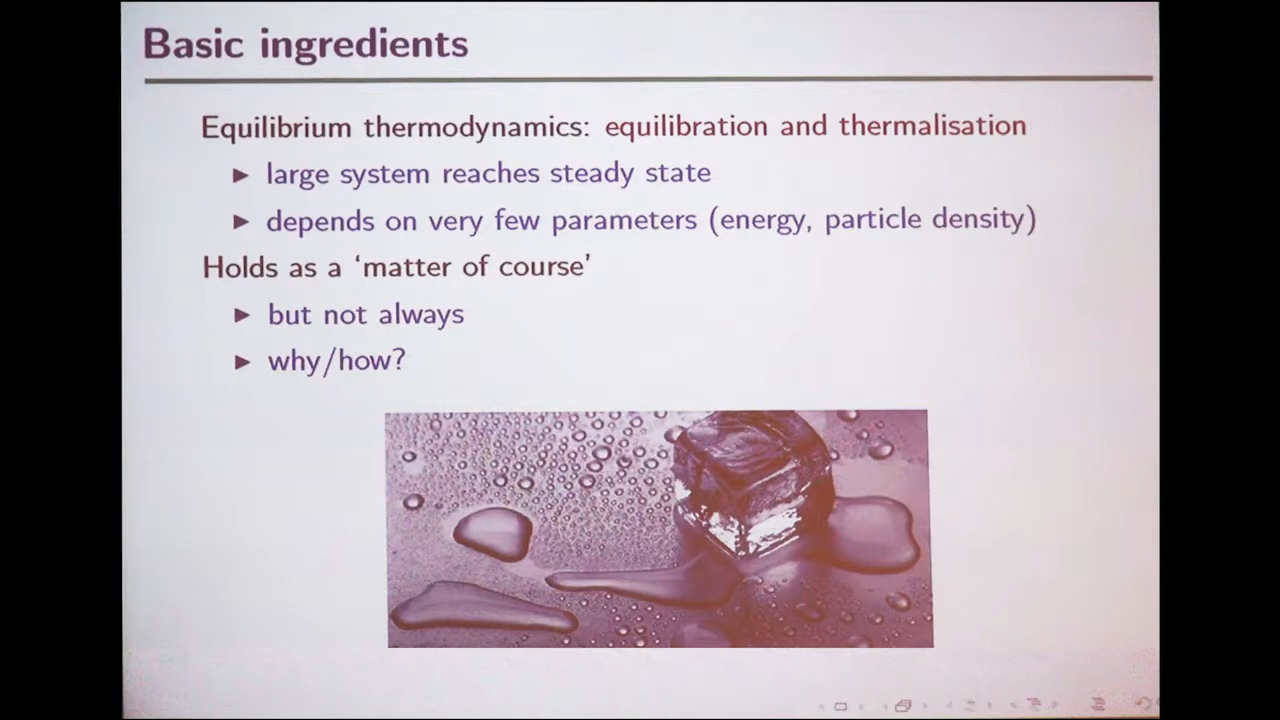 Basic ingredients
Equilibrium thermodynamics: equilibration and thermalisation
► large system reaches steady state
► depends on very few parameters (energy, particle density)
Holds as a ‘matter of course’
► but not always
► why/how?